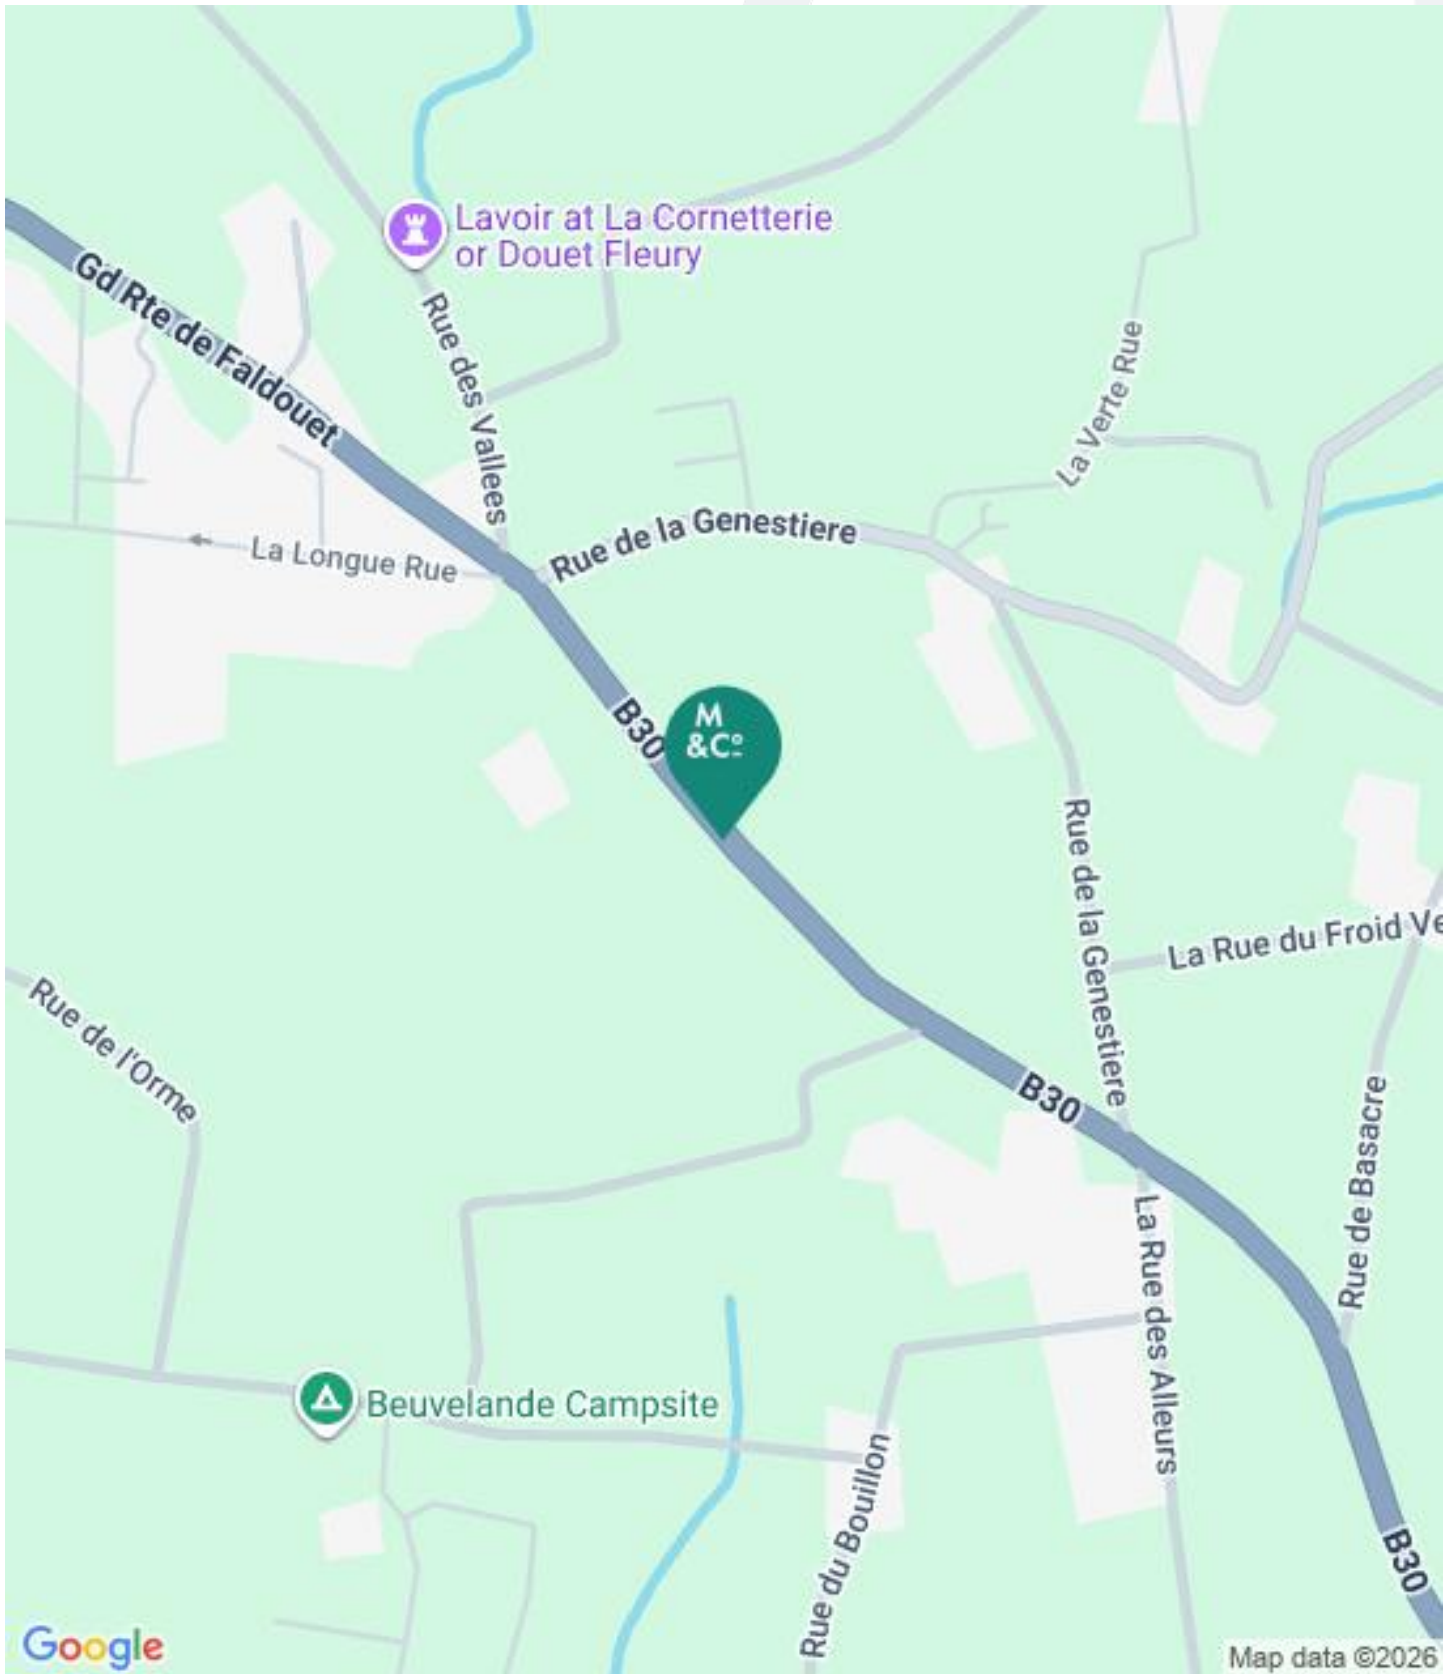 Lavoir at La Cornetterie
or Douet Fleury
Gd Rte de Faldouet
Rue des Vallees
La Verte Rue
Rue de la Genestiere
La Longue Rue
B30
M
&Cº
Rue de la Genestiere
La Rue du Froid Ve
Rue de l'Orme
B30
Rue de Basacre
La Rue des Alleurs
Beuvelande Campsite
Rue du Bouillon
B30
Google
Map data ©2026